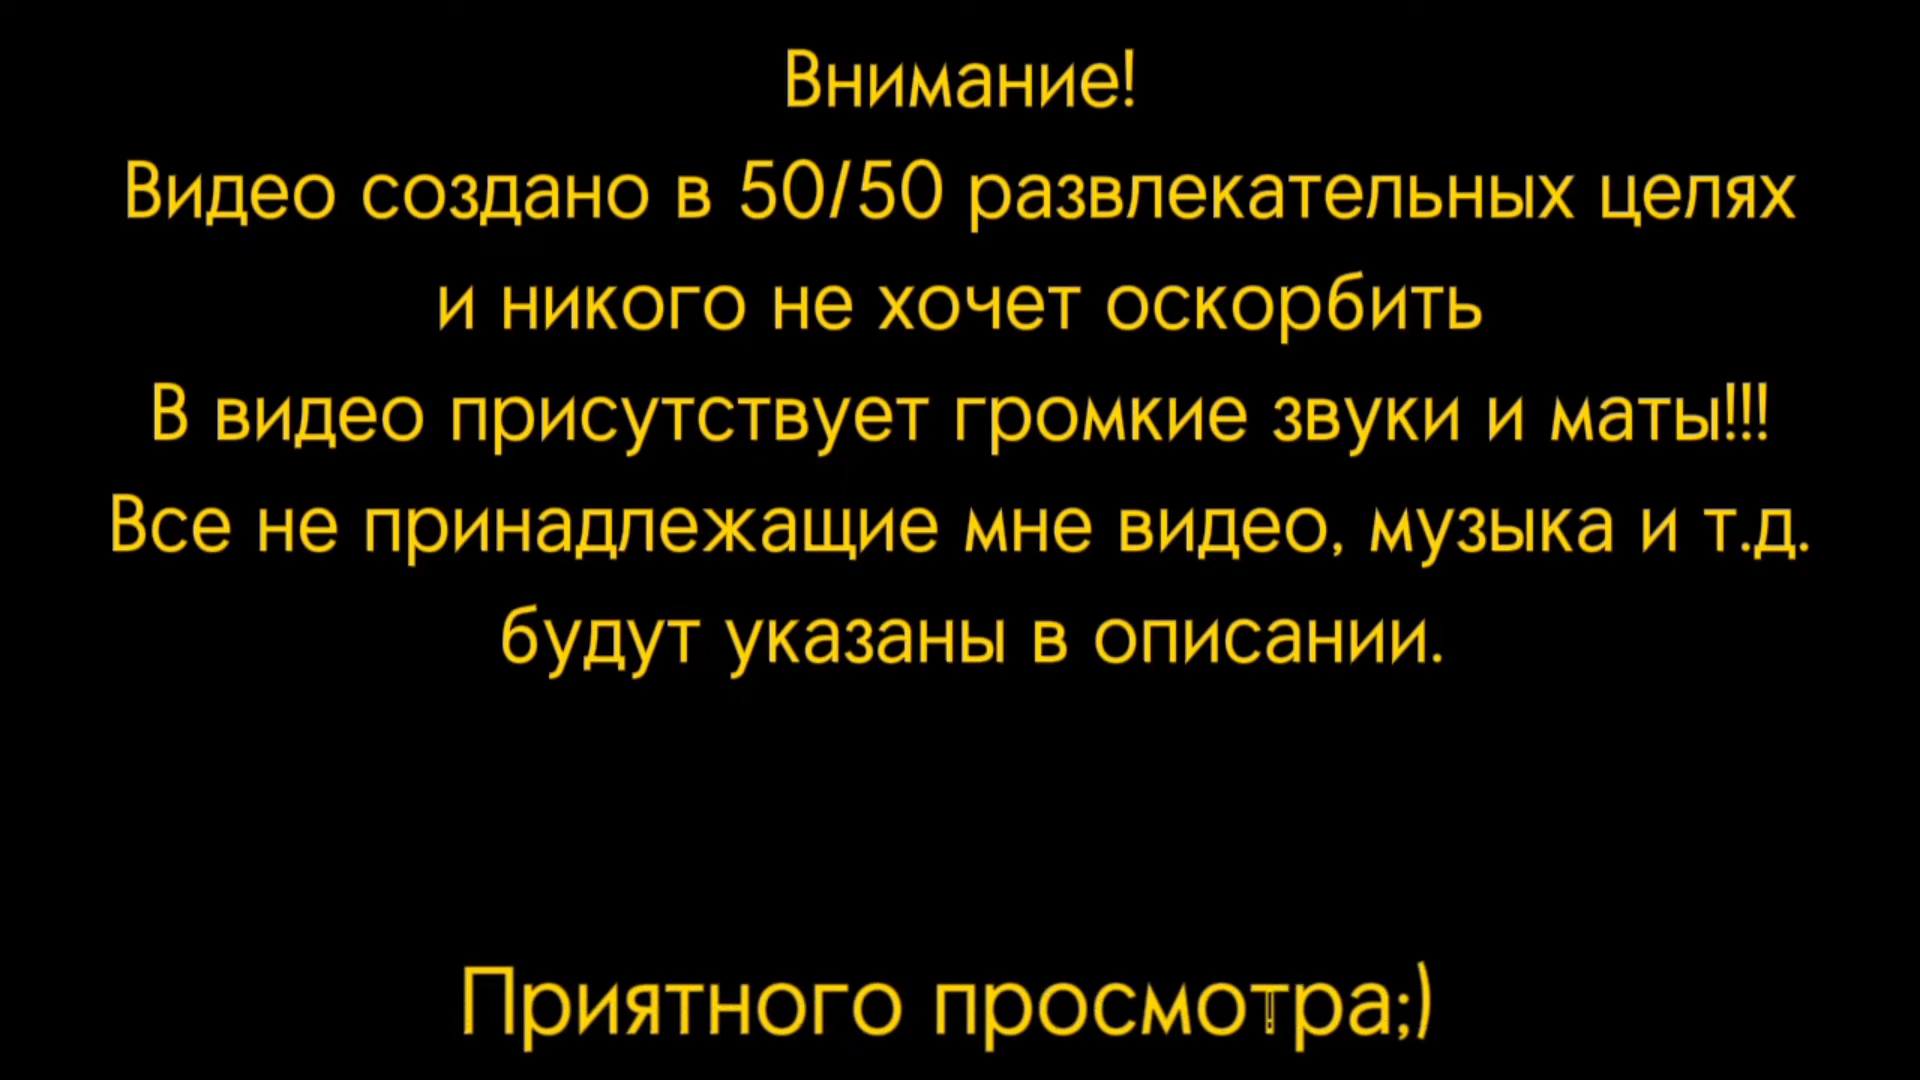 Внимание!
Видео создано в 50/50 развлекательных целях
и никого не хочет оскорбить
В видео присутствует громкие звуки и маты!!!
Все не принадлежащие мне видео, музыка и т.д.
будут указаны в описании.
Приятного просмотра;)